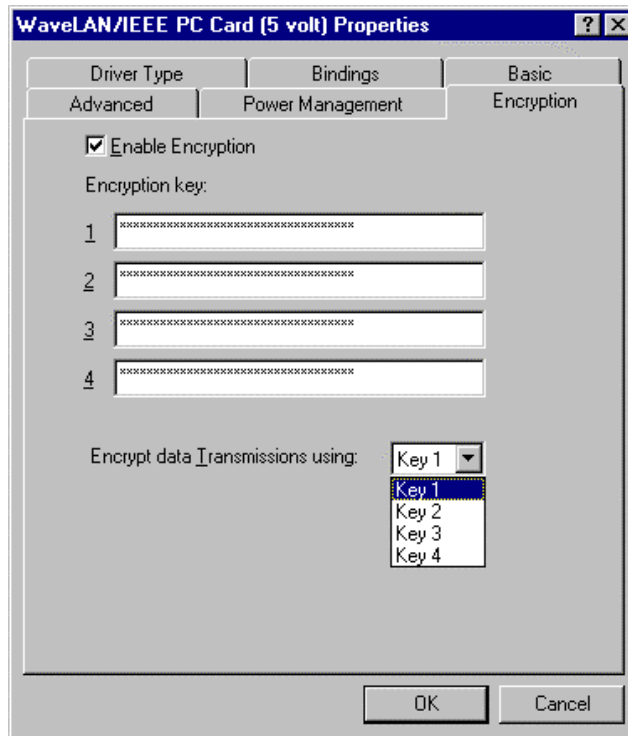 WaveLAN/IEEE PC Card (5 volt) Properties
Driver Type Bindings Basic
Advanced Power Management Encryption
Enable Encryption
Encryption key:
1 ***********************************
2 ***********************************
3 ***********************************
4 ***********************************
Encrypt data Transmissions using: Key 1
Key 1
Key 2
Key 3
Key 4
OK Cancel